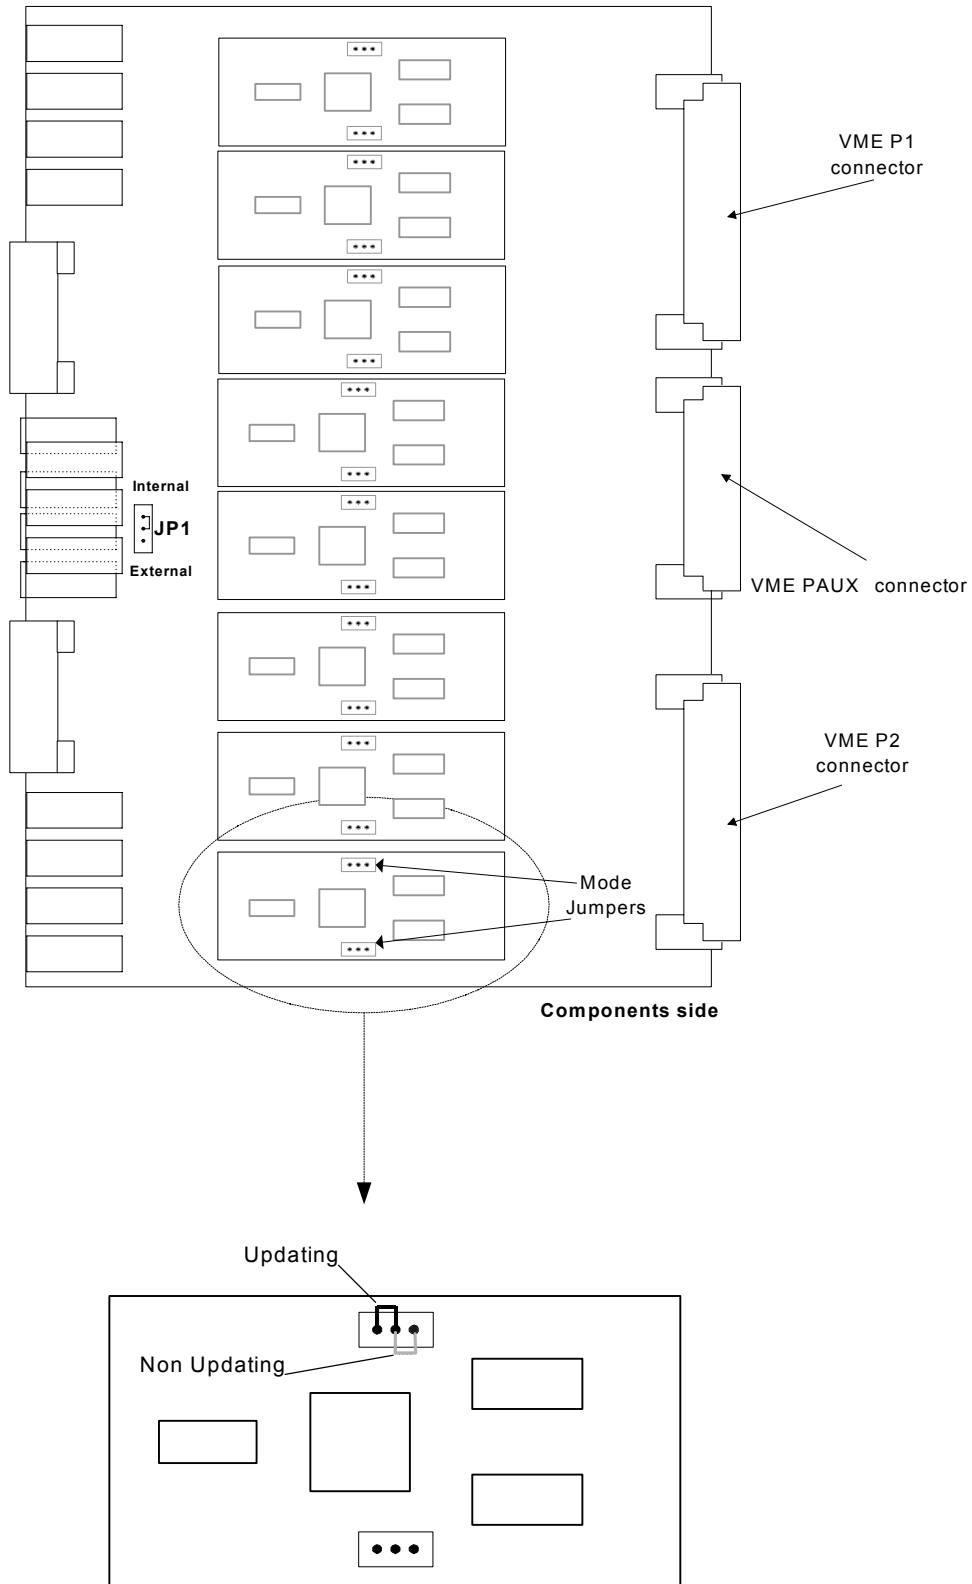 VME P1
connector
Internal
JP1
External
VME PAUX connector
VME P2
connector
Mode
Jumpers
Components side
Updating
Non Updating